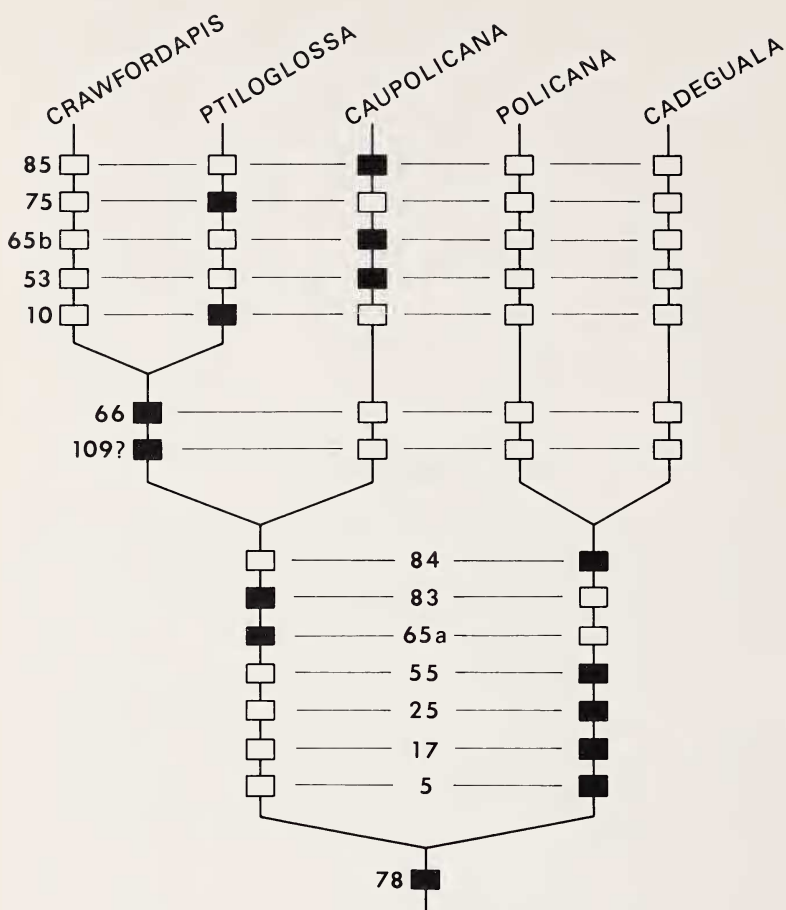 CRAWFORDAPIS
PTILOGLOSSA
CAUPOLICANA
POLICANA
CADEGUALA
85
75
65b
53
10
66
109?
84
83
65a
55
25
17
5
78